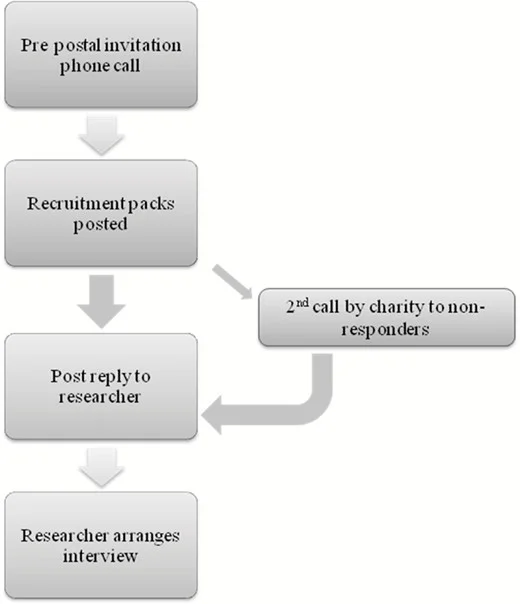 Pre postal invitation
phone call
Recruitment packs
posted
2nd call by charity to non-
responders
Post reply to
researcher
Researcher arranges
interview